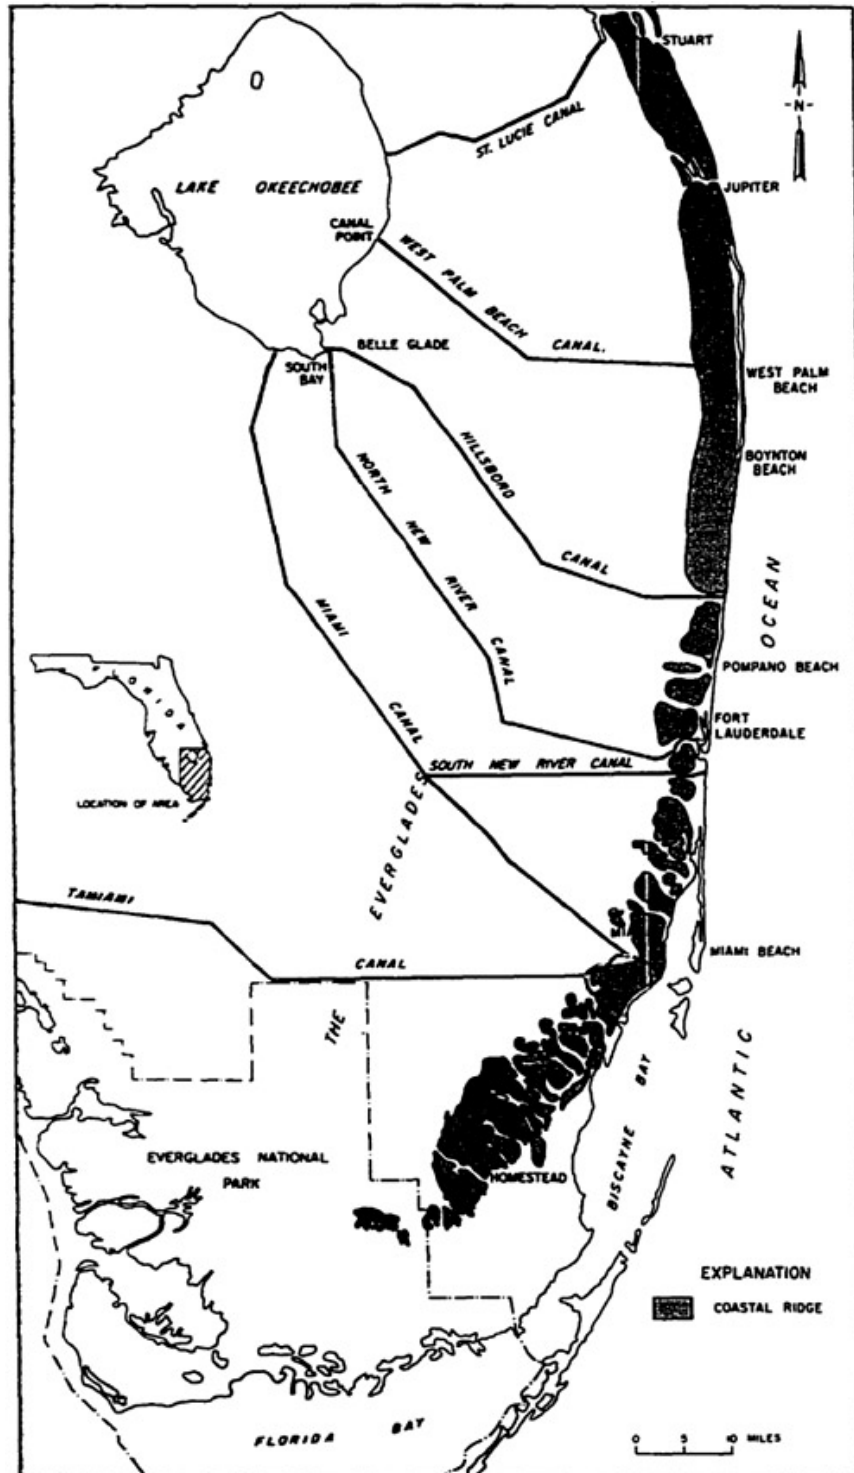 STUART
-N-
ST. LUCIE CANAL
LAKE OKEECHOBEE
JUPITER
CANAL
POINT
WEST PALM BEACH CANAL.
BELLE GLADE
SOUTH
BAY
WEST PALM
BEACH
HILLSBORO CANAL
BOYNTON
BEACH
NORTH NEW RIVER CANAL
MIAMI CANAL
OCEAN
POMPANO BEACH
FLORIDA
FORT
LAUDERDALE
SOUTH NEW RIVER CANAL
LOCATION OF AREA
EVERGLADES
TAMIAMI
CANAL
MIAMI BEACH
THE
ATLANTIC
BISCAYNE BAY
EVERGLADES NATIONAL
PARK
HOMESTEAD
EXPLANATION
COASTAL RIDGE
FLORIDA BAY
0 5 10 MILES